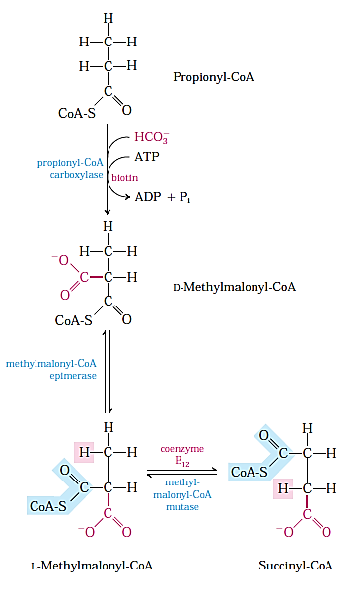 H
H–C–H
H–C–H
Propionyl-CoA
C
CoA-S O
HCO₃⁻
ATP
propionyl-CoA
carboxylase
biotin
ADP + Pᵢ
H
⁻O H–C–H
C–C–H
D-Methylmalonyl-CoA
O C
CoA-S O
methylmalonyl-CoA
epimerase
H
H–C–H
O
C–C–H
CoA-S
C
⁻O O
L-Methylmalonyl-CoA
coenzyme
B₁₂
methyl-
malonyl-CoA
mutase
H
O
C–C–H
CoA-S
H–C–H
C
⁻O O
Succinyl-CoA